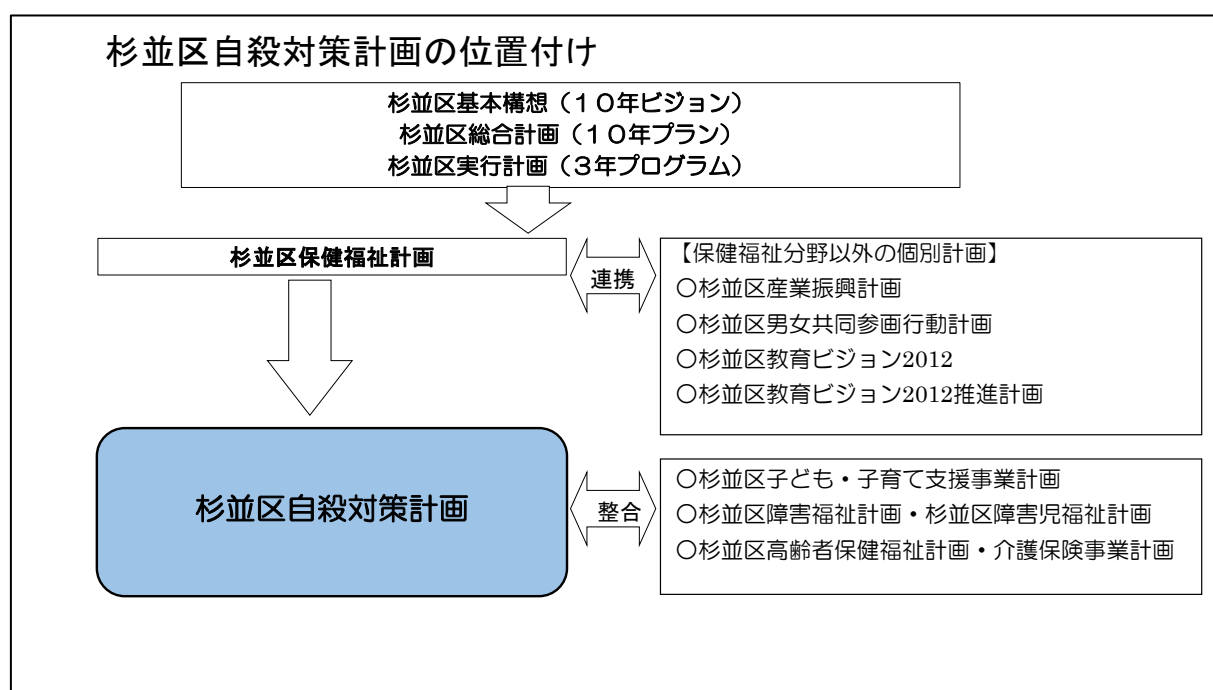 杉並区自殺対策計画の位置付け
杉並区基本構想（１０年ビジョン）
杉並区総合計画（１０年プラン）
杉並区実行計画（３年プログラム）
杉並区保健福祉計画
連携
【保健福祉分野以外の個別計画】
〇杉並区産業振興計画
〇杉並区男女共同参画行動計画
〇杉並区教育ビジョン2012
〇杉並区教育ビジョン2012推進計画
杉並区自殺対策計画
整合
〇杉並区子ども・子育て支援事業計画
〇杉並区障害福祉計画・杉並区障害児福祉計画
〇杉並区高齢者保健福祉計画・介護保険事業計画